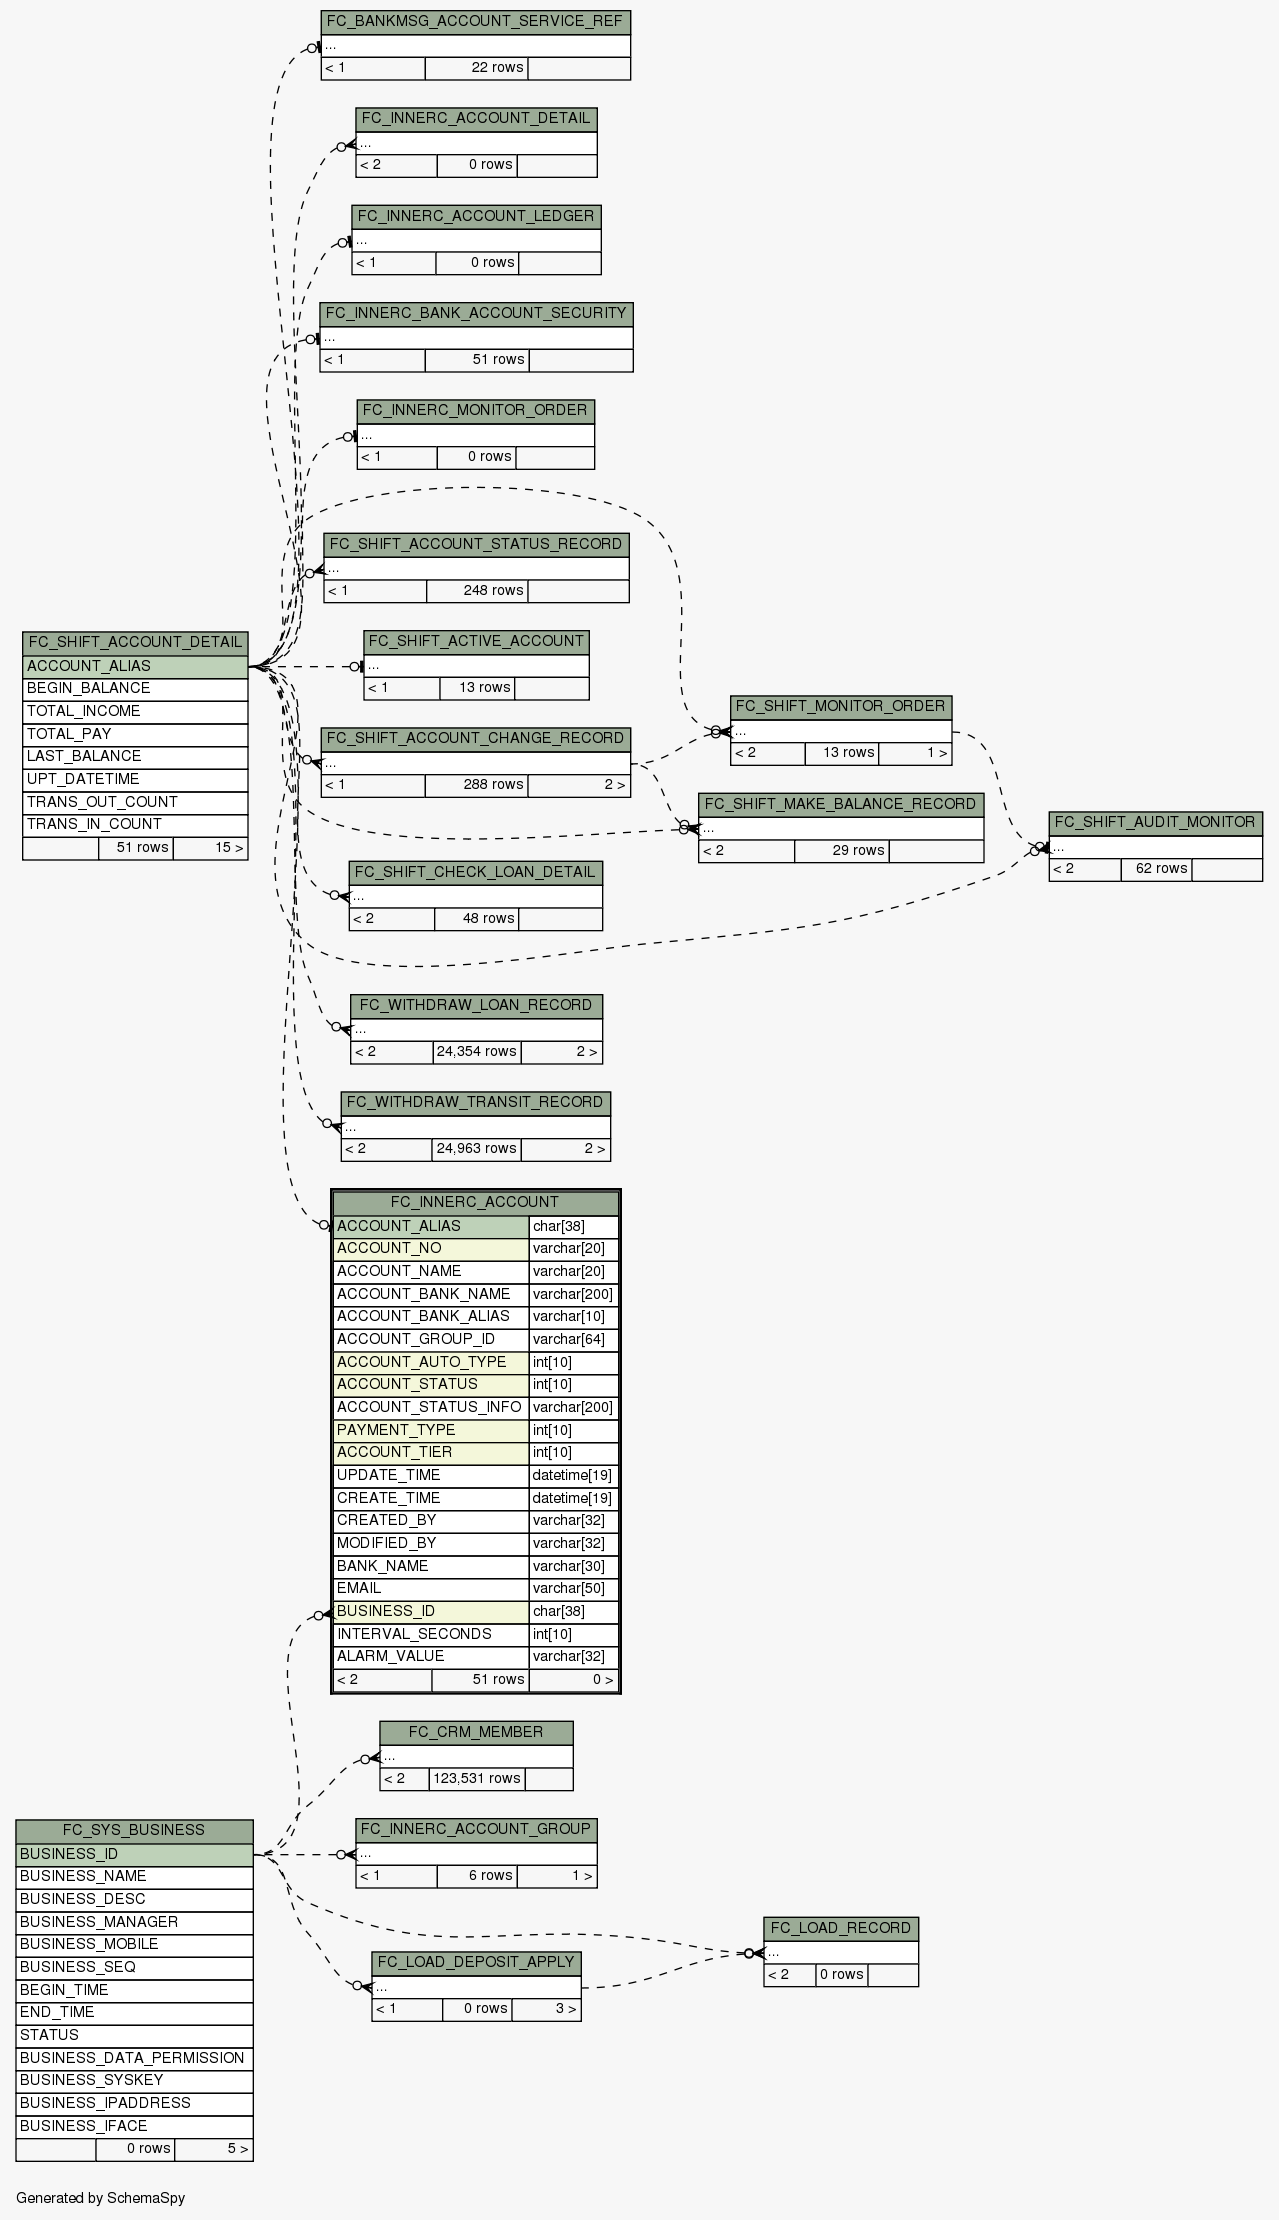 FC_BANKMSG_ACCOUNT_SERVICE_REF
...
< 1 22 rows
FC_INNERC_ACCOUNT_DETAIL
...
< 2 0 rows
FC_INNERC_ACCOUNT_LEDGER
...
< 1 0 rows
FC_INNERC_BANK_ACCOUNT_SECURITY
...
< 1 51 rows
FC_INNERC_MONITOR_ORDER
...
< 1 0 rows
FC_SHIFT_ACCOUNT_STATUS_RECORD
...
< 1 248 rows
FC_SHIFT_ACCOUNT_DETAIL
ACCOUNT_ALIAS
BEGIN_BALANCE
TOTAL_INCOME
TOTAL_PAY
LAST_BALANCE
UPT_DATETIME
TRANS_OUT_COUNT
TRANS_IN_COUNT
51 rows 15 >
FC_SHIFT_ACTIVE_ACCOUNT
...
< 1 13 rows
FC_SHIFT_ACCOUNT_CHANGE_RECORD
...
< 1 288 rows 2 >
FC_SHIFT_MONITOR_ORDER
...
< 2 13 rows 1 >
FC_SHIFT_MAKE_BALANCE_RECORD
...
< 2 29 rows
FC_SHIFT_AUDIT_MONITOR
...
< 2 62 rows
FC_SHIFT_CHECK_LOAN_DETAIL
...
< 2 48 rows
FC_WITHDRAW_LOAN_RECORD
...
< 2 24,354 rows 2 >
FC_WITHDRAW_TRANSIT_RECORD
...
< 2 24,963 rows 2 >
FC_INNERC_ACCOUNT
ACCOUNT_ALIAS char[38]
ACCOUNT_NO varchar[20]
ACCOUNT_NAME varchar[20]
ACCOUNT_BANK_NAME varchar[200]
ACCOUNT_BANK_ALIAS varchar[10]
ACCOUNT_GROUP_ID varchar[64]
ACCOUNT_AUTO_TYPE int[10]
ACCOUNT_STATUS int[10]
ACCOUNT_STATUS_INFO varchar[200]
PAYMENT_TYPE int[10]
ACCOUNT_TIER int[10]
UPDATE_TIME datetime[19]
CREATE_TIME datetime[19]
CREATED_BY varchar[32]
MODIFIED_BY varchar[32]
BANK_NAME varchar[30]
EMAIL varchar[50]
BUSINESS_ID char[38]
INTERVAL_SECONDS int[10]
ALARM_VALUE varchar[32]
< 2 51 rows 0 >
FC_CRM_MEMBER
...
< 2 123,531 rows
FC_SYS_BUSINESS
BUSINESS_ID
BUSINESS_NAME
BUSINESS_DESC
BUSINESS_MANAGER
BUSINESS_MOBILE
BUSINESS_SEQ
BEGIN_TIME
END_TIME
STATUS
BUSINESS_DATA_PERMISSION
BUSINESS_SYSKEY
BUSINESS_IPADDRESS
BUSINESS_IFACE
0 rows 5 >
FC_INNERC_ACCOUNT_GROUP
...
< 1 6 rows 1 >
FC_LOAD_DEPOSIT_APPLY
...
< 1 0 rows 3 >
FC_LOAD_RECORD
...
< 2 0 rows
Generated by SchemaSpy